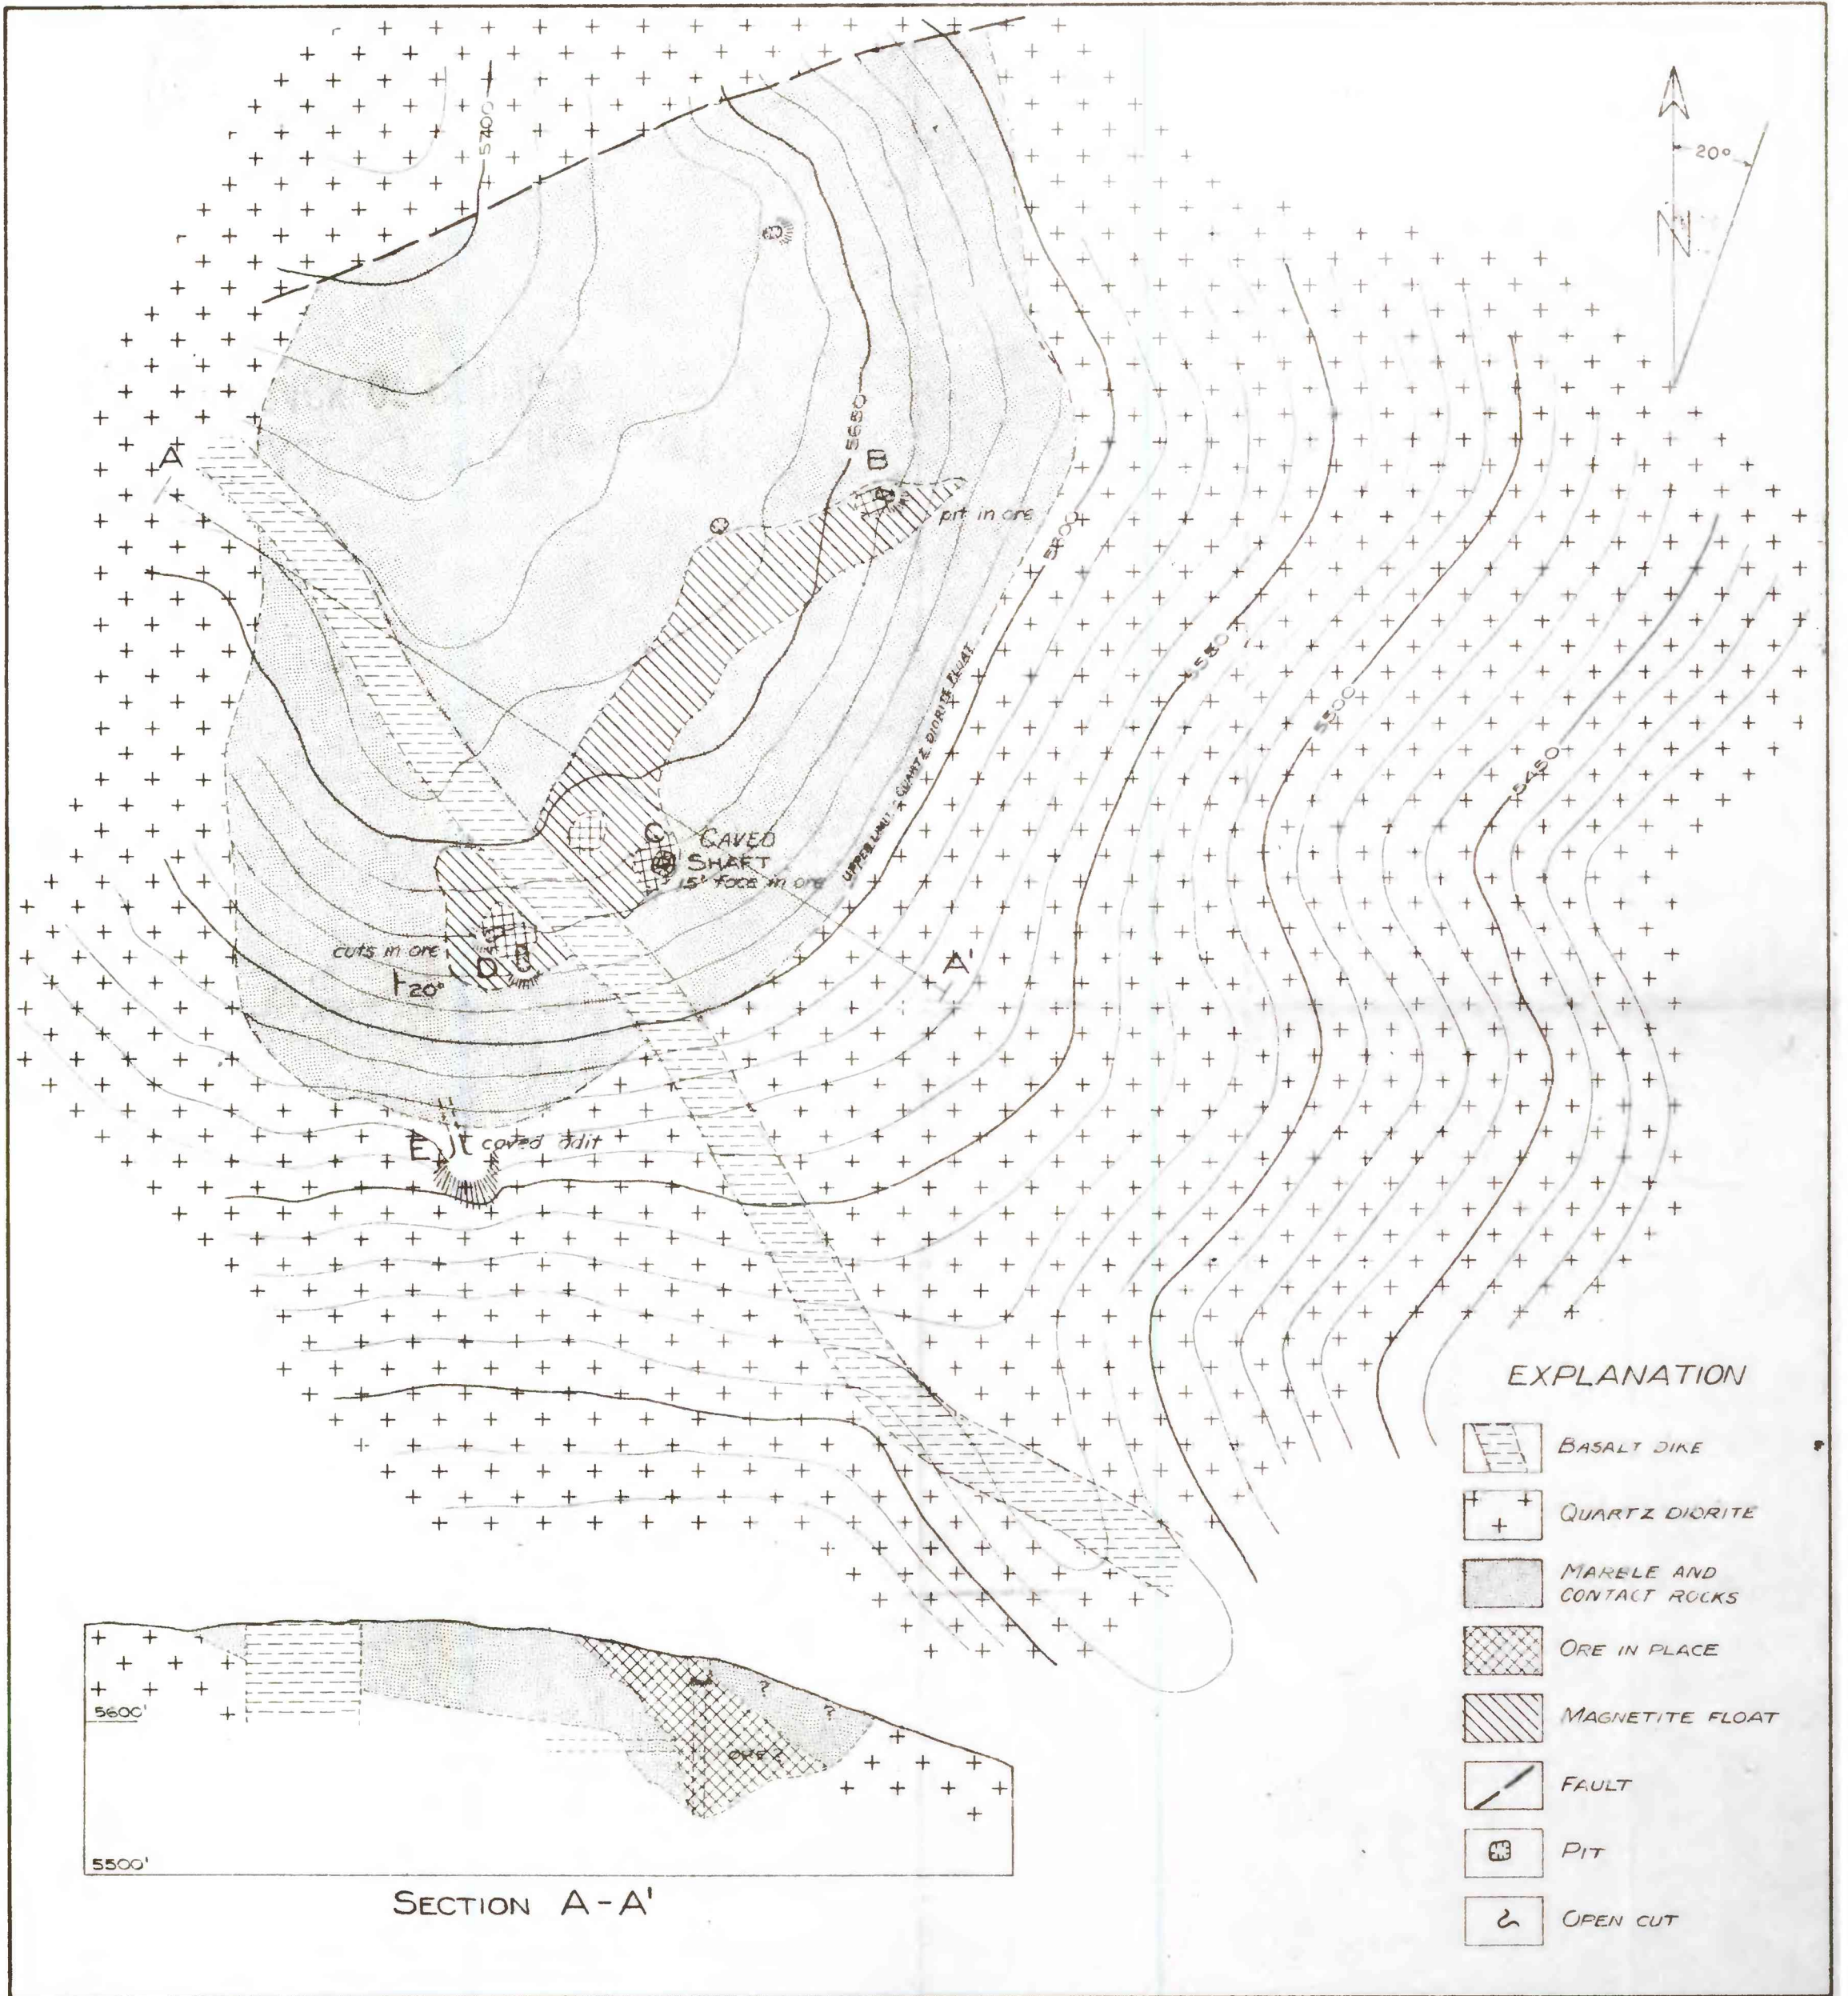 5700
20°
N
5650
A
B
pit in ore
5600
UPPER LIMIT OF QUARTZ DIORITE FLOAT
5550
5500
5450
C
CAVED
SHAFT
15' face in ore
cuts in ore
D
20°
A'
E
caved adit
EXPLANATION
BASALT DIKE
QUARTZ DIORITE
MARBLE AND
CONTACT ROCKS
ORE IN PLACE
MAGNETITE FLOAT
FAULT
PIT
OPEN CUT
5600'
?
?
ORE?
5500'
SECTION A-A'